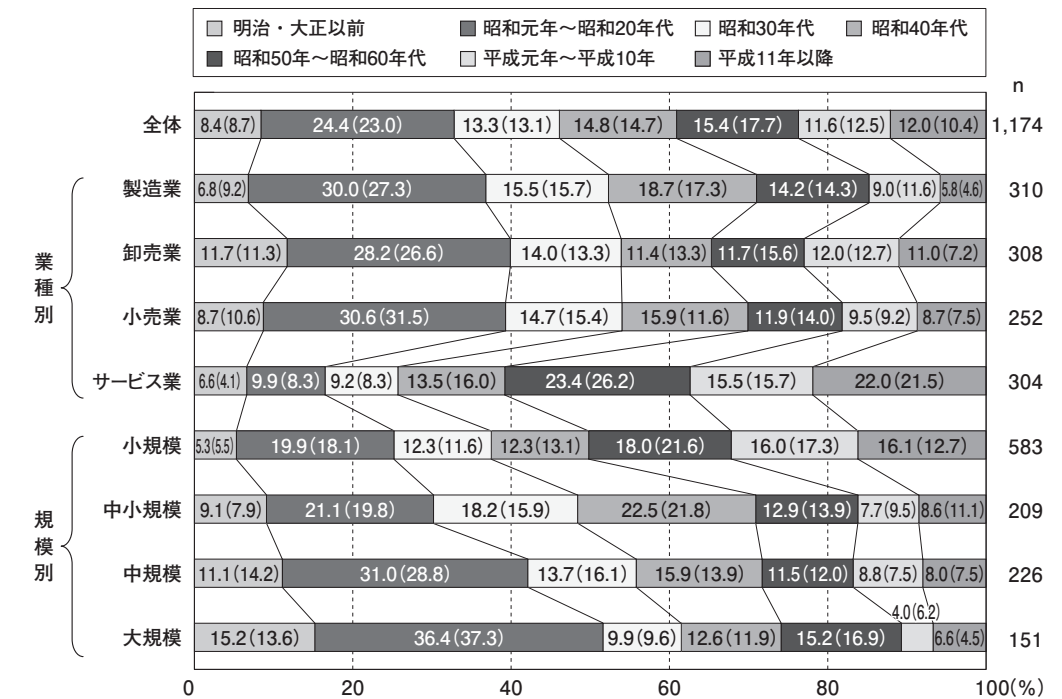 明治・大正以前 昭和元年～昭和20年代 昭和30年代 昭和40年代
昭和50年～昭和60年代 平成元年～平成10年 平成11年以降
n
全体 8.4(8.7) 24.4(23.0) 13.3(13.1) 14.8(14.7) 15.4(17.7) 11.6(12.5) 12.0(10.4) 1,174
業種別
製造業 6.8(9.2) 30.0(27.3) 15.5(15.7) 18.7(17.3) 14.2(14.3) 9.0(11.6) 5.8(4.6) 310
卸売業 11.7(11.3) 28.2(26.6) 14.0(13.3) 11.4(13.3) 11.7(15.6) 12.0(12.7) 11.0(7.2) 308
小売業 8.7(10.6) 30.6(31.5) 14.7(15.4) 15.9(11.6) 11.9(14.0) 9.5(9.2) 8.7(7.5) 252
サービス業 6.6(4.1) 9.9(8.3) 9.2(8.3) 13.5(16.0) 23.4(26.2) 15.5(15.7) 22.0(21.5) 304
規模別
小規模 5.3(5.5) 19.9(18.1) 12.3(11.6) 12.3(13.1) 18.0(21.6) 16.0(17.3) 16.1(12.7) 583
中小規模 9.1(7.9) 21.1(19.8) 18.2(15.9) 22.5(21.8) 12.9(13.9) 7.7(9.5) 8.6(11.1) 209
中規模 11.1(14.2) 31.0(28.8) 13.7(16.1) 15.9(13.9) 11.5(12.0) 8.8(7.5) 8.0(7.5) 226
4.0(6.2)
大規模 15.2(13.6) 36.4(37.3) 9.9(9.6) 12.6(11.9) 15.2(16.9) 6.6(4.5) 151
0 20 40 60 80 100(%)